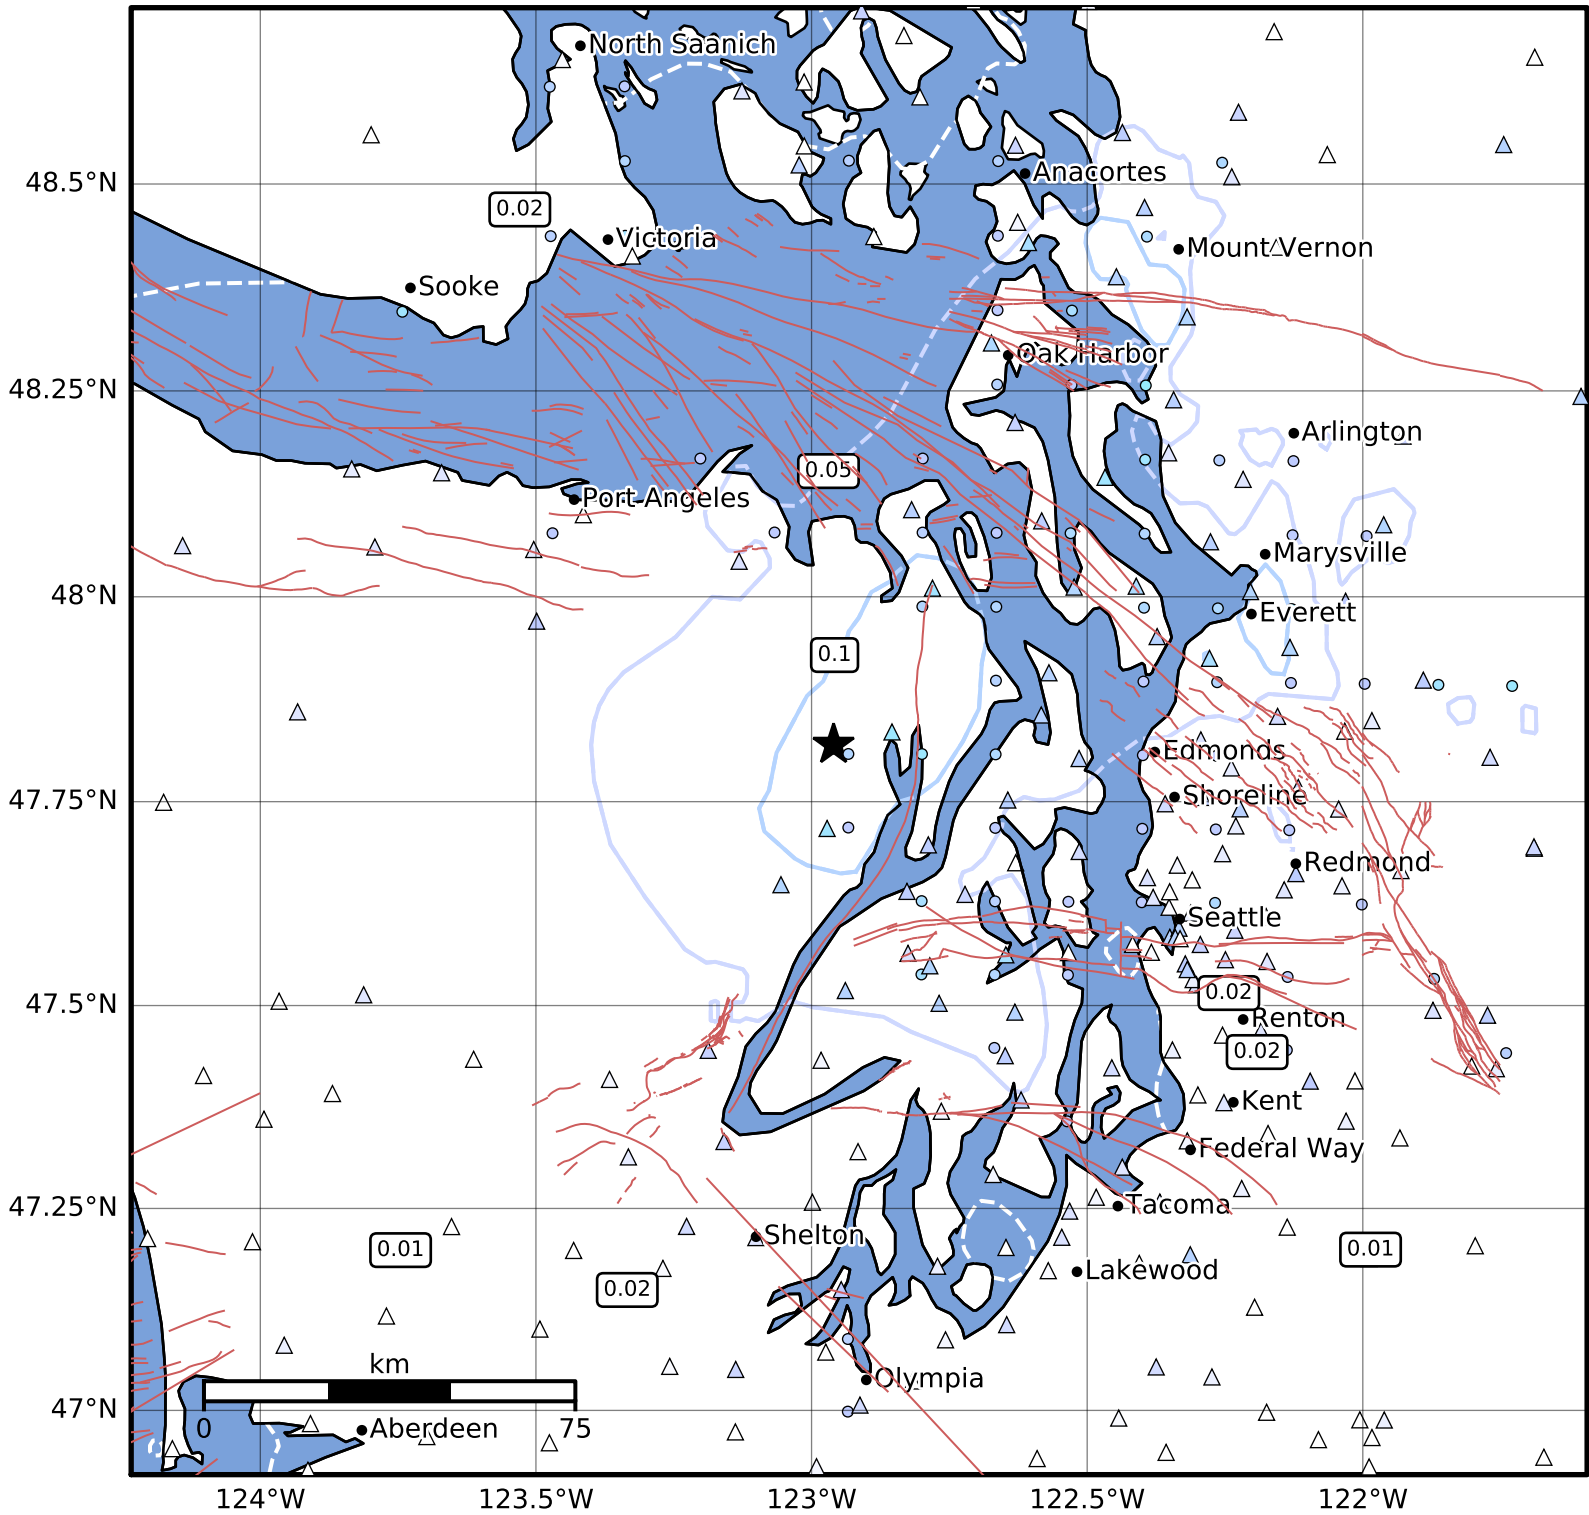 North Saanich
Anacortes
48.5°N
0.02
Victoria
Mount Vernon
Sooke
Oak Harbor
48.25°N
Arlington
0.05
Port Angeles
Marysville
48°N
Everett
0.1
Edmonds
47.75°N
Shoreline
Redmond
Seattle
0.02
47.5°N
Renton
0.02
Kent
Federal Way
47.25°N
Tacoma
Shelton
0.01
0.01
Lakewood
0.02
km
Olympia
47°N
0
75
Aberdeen
124°W
123.5°W
123°W
122.5°W
122°W